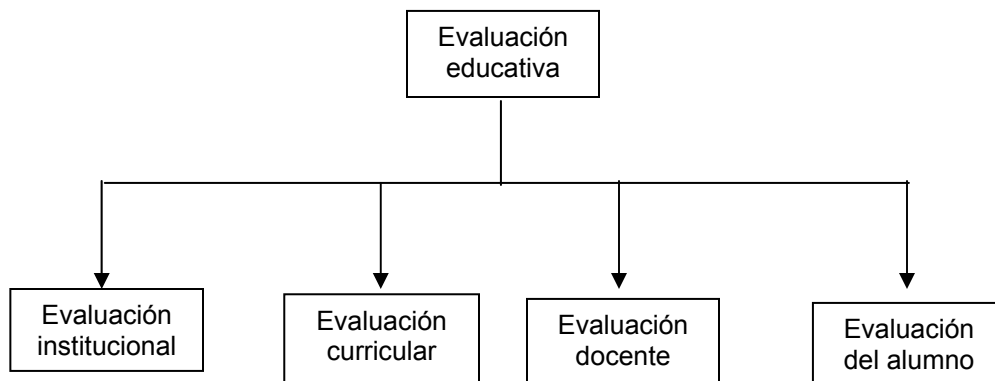 Evaluación
educativa
Evaluación
institucional
Evaluación
curricular
Evaluación
docente
Evaluación
del alumno